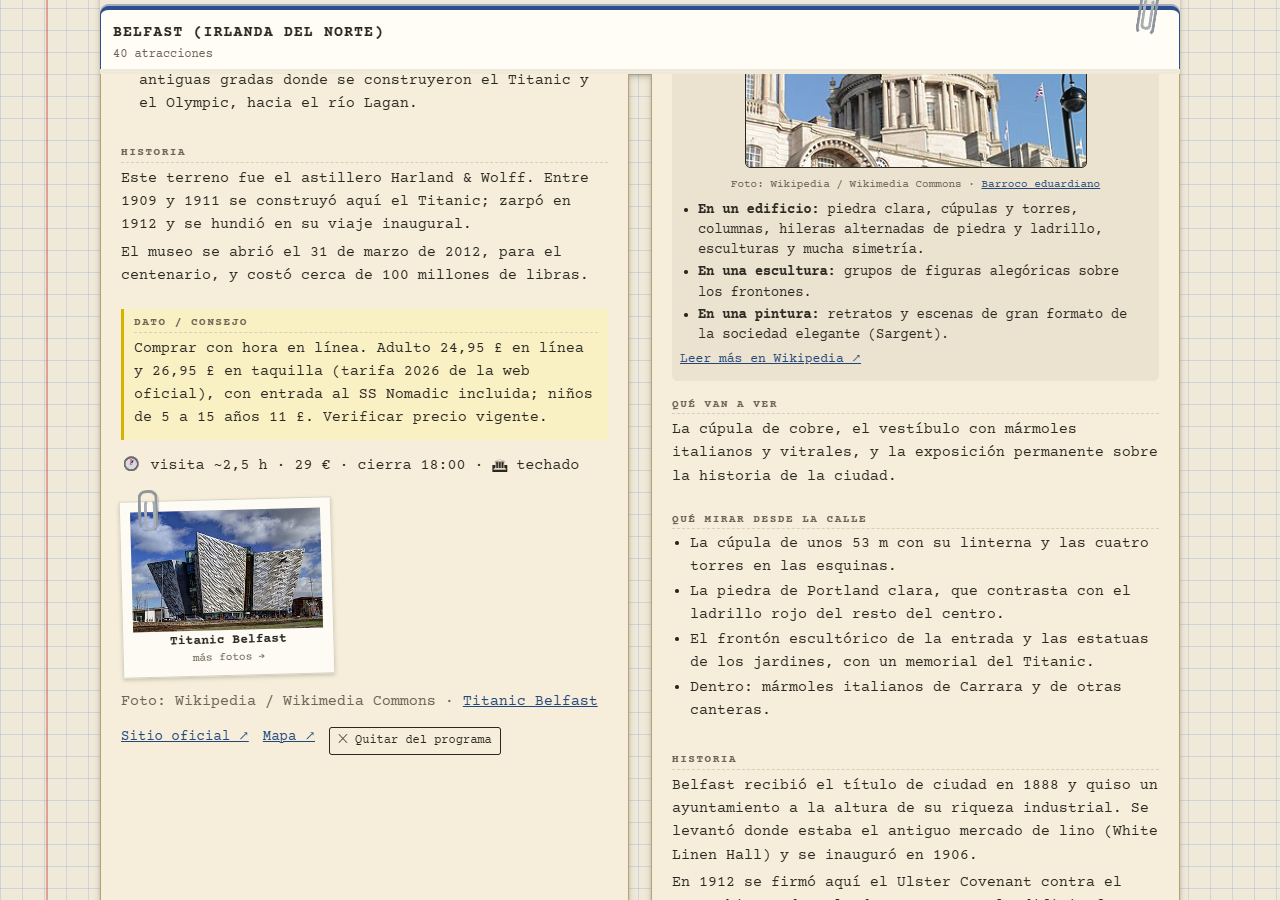 BELFAST (IRLANDA DEL NORTE)
40 atracciones
antiguas gradas donde se construyeron el Titanic y
el Olympic, hacia el río Lagan.
HISTORIA
Este terreno fue el astillero Harland & Wolff. Entre
1909 y 1911 se construyó aquí el Titanic; zarpó en
1912 y se hundió en su viaje inaugural.
El museo se abrió el 31 de marzo de 2012, para el
centenario, y costó cerca de 100 millones de libras.
DATO / CONSEJO
Comprar con hora en línea. Adulto 24,95 £ en línea
y 26,95 £ en taquilla (tarifa 2026 de la web
oficial), con entrada al SS Nomadic incluida; niños
de 5 a 15 años 11 £. Verificar precio vigente.
visita ~2,5 h · 29 € · cierra 18:00 · techado
Titanic Belfast
más fotos →
Foto: Wikipedia / Wikimedia Commons · Titanic Belfast
Sitio oficial ↗ Mapa ↗ × Quitar del programa
Foto: Wikipedia / Wikimedia Commons · Barroco eduardiano
• En un edificio: piedra clara, cúpulas y torres,
columnas, hileras alternadas de piedra y ladrillo,
esculturas y mucha simetría.
• En una escultura: grupos de figuras alegóricas sobre
los frontones.
• En una pintura: retratos y escenas de gran formato de
la sociedad elegante (Sargent).
Leer más en Wikipedia ↗
QUÉ VAN A VER
La cúpula de cobre, el vestíbulo con mármoles
italianos y vitrales, y la exposición permanente sobre
la historia de la ciudad.
QUÉ MIRAR DESDE LA CALLE
• La cúpula de unos 53 m con su linterna y las cuatro
torres en las esquinas.
• La piedra de Portland clara, que contrasta con el
ladrillo rojo del resto del centro.
• El frontón escultórico de la entrada y las estatuas
de los jardines, con un memorial del Titanic.
• Dentro: mármoles italianos de Carrara y de otras
canteras.
HISTORIA
Belfast recibió el título de ciudad en 1888 y quiso un
ayuntamiento a la altura de su riqueza industrial. Se
levantó donde estaba el antiguo mercado de lino (White
Linen Hall) y se inauguró en 1906.
En 1912 se firmó aquí el Ulster Covenant contra el